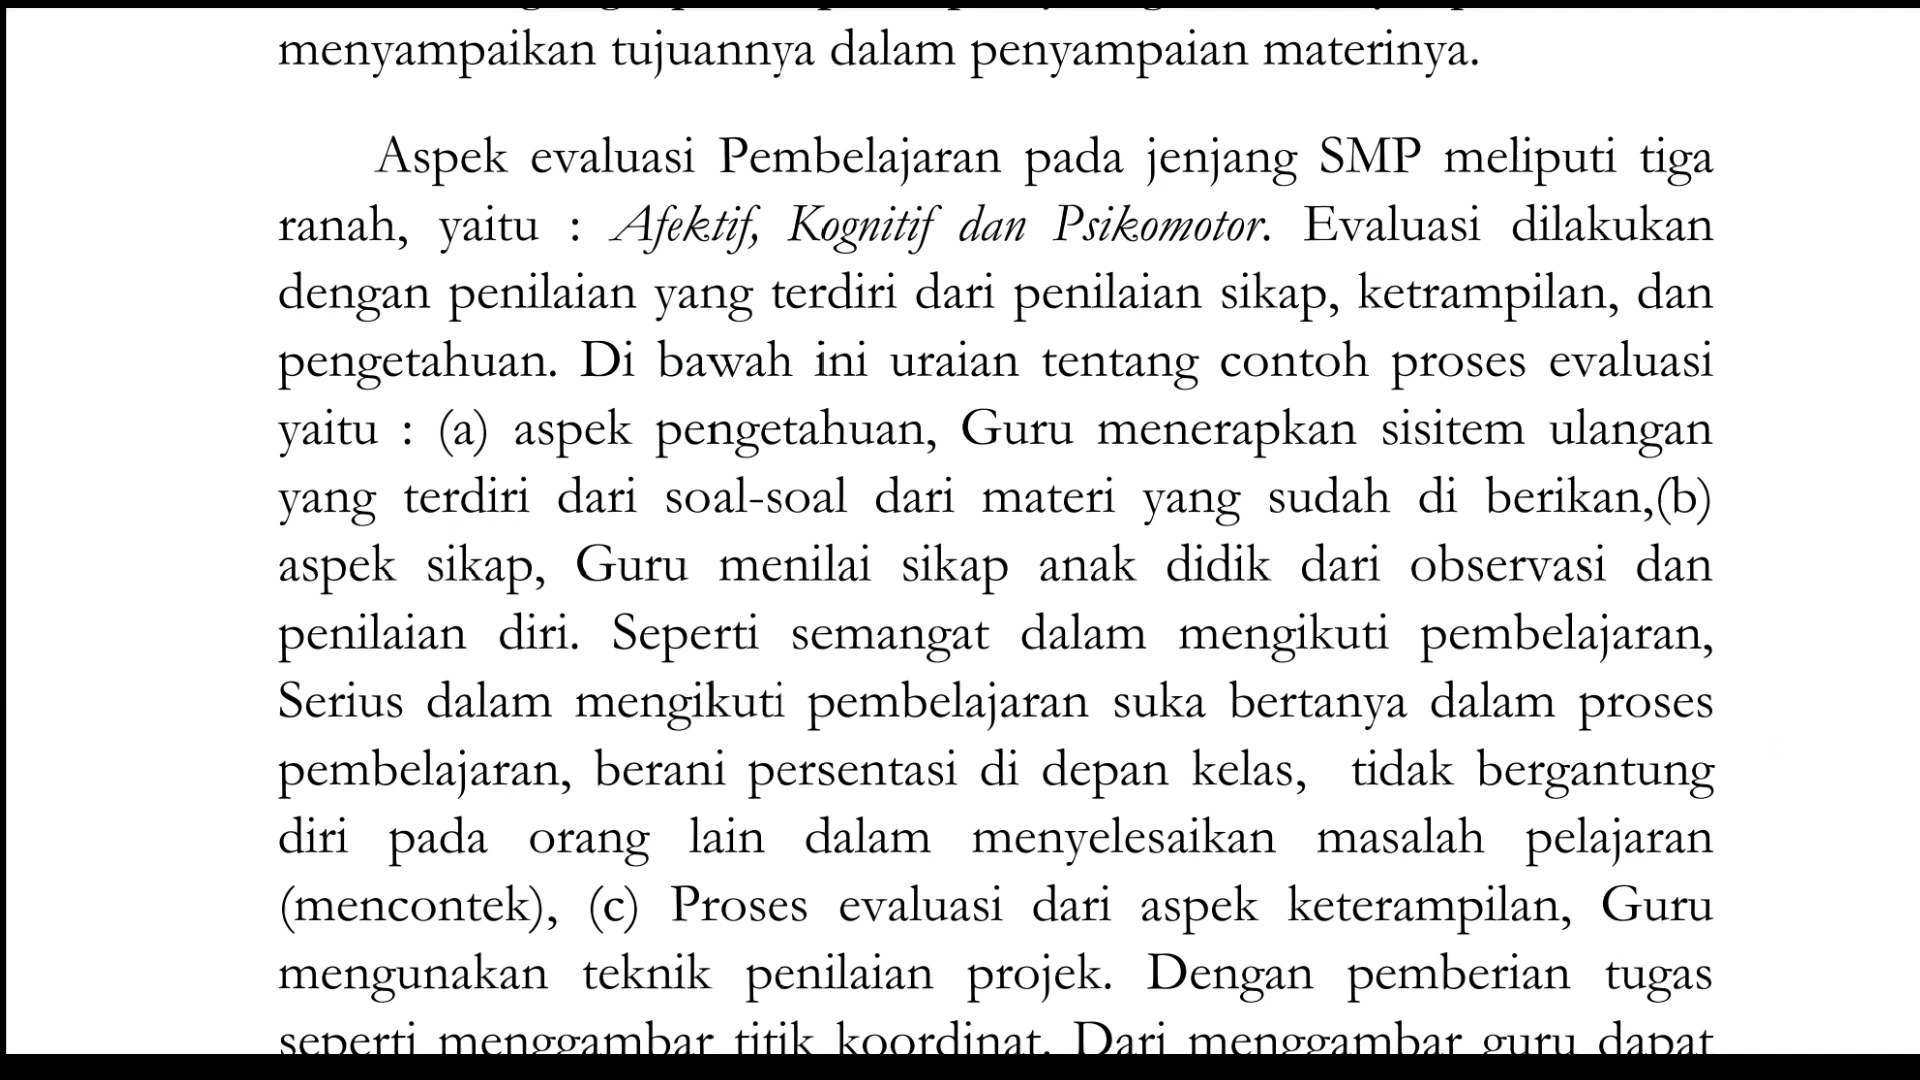 menyampaikan tujuannya dalam penyampaian materinya.
Aspek evaluasi Pembelajaran pada jenjang SMP meliputi tiga
ranah, yaitu : Afektif, Kognitif dan Psikomotor. Evaluasi dilakukan
dengan penilaian yang terdiri dari penilaian sikap, ketrampilan, dan
pengetahuan. Di bawah ini uraian tentang contoh proses evaluasi
yaitu : (a) aspek pengetahuan, Guru menerapkan sisitem ulangan
yang terdiri dari soal-soal dari materi yang sudah di berikan,(b)
aspek sikap, Guru menilai sikap anak didik dari observasi dan
penilaian diri. Seperti semangat dalam mengikuti pembelajaran,
Serius dalam mengikuti pembelajaran suka bertanya dalam proses
pembelajaran, berani persentasi di depan kelas, tidak bergantung
diri pada orang lain dalam menyelesaikan masalah pelajaran
(mencontek), (c) Proses evaluasi dari aspek keterampilan, Guru
mengunakan teknik penilaian projek. Dengan pemberian tugas
seperti menggambar titik koordinat. Dari menggambar guru dapat